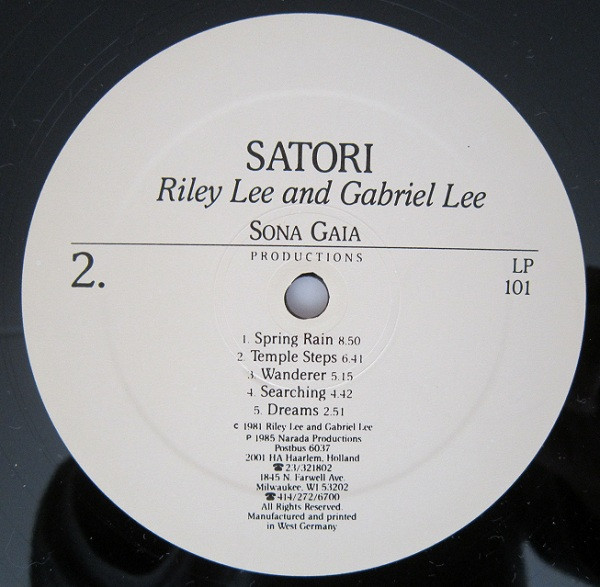 SATORI
Riley Lee and Gabriel Lee
SONA GAIA
PRODUCTIONS
2.
LP
101
1. Spring Rain 8.50
2. Temple Steps 6.41
3. Wanderer 5.15
4. Searching 4.42
5. Dreams 2.51
© 1981 Riley Lee and Gabriel Lee
℗ 1985 Narada Productions
Postbus 6037
2001 HA Haarlem, Holland
☎23/321802
1845 N. Farwell Ave.
Milwaukee, WI 53202
☎414/272/6700
All Rights Reserved.
Manufactured and printed
in West Germany